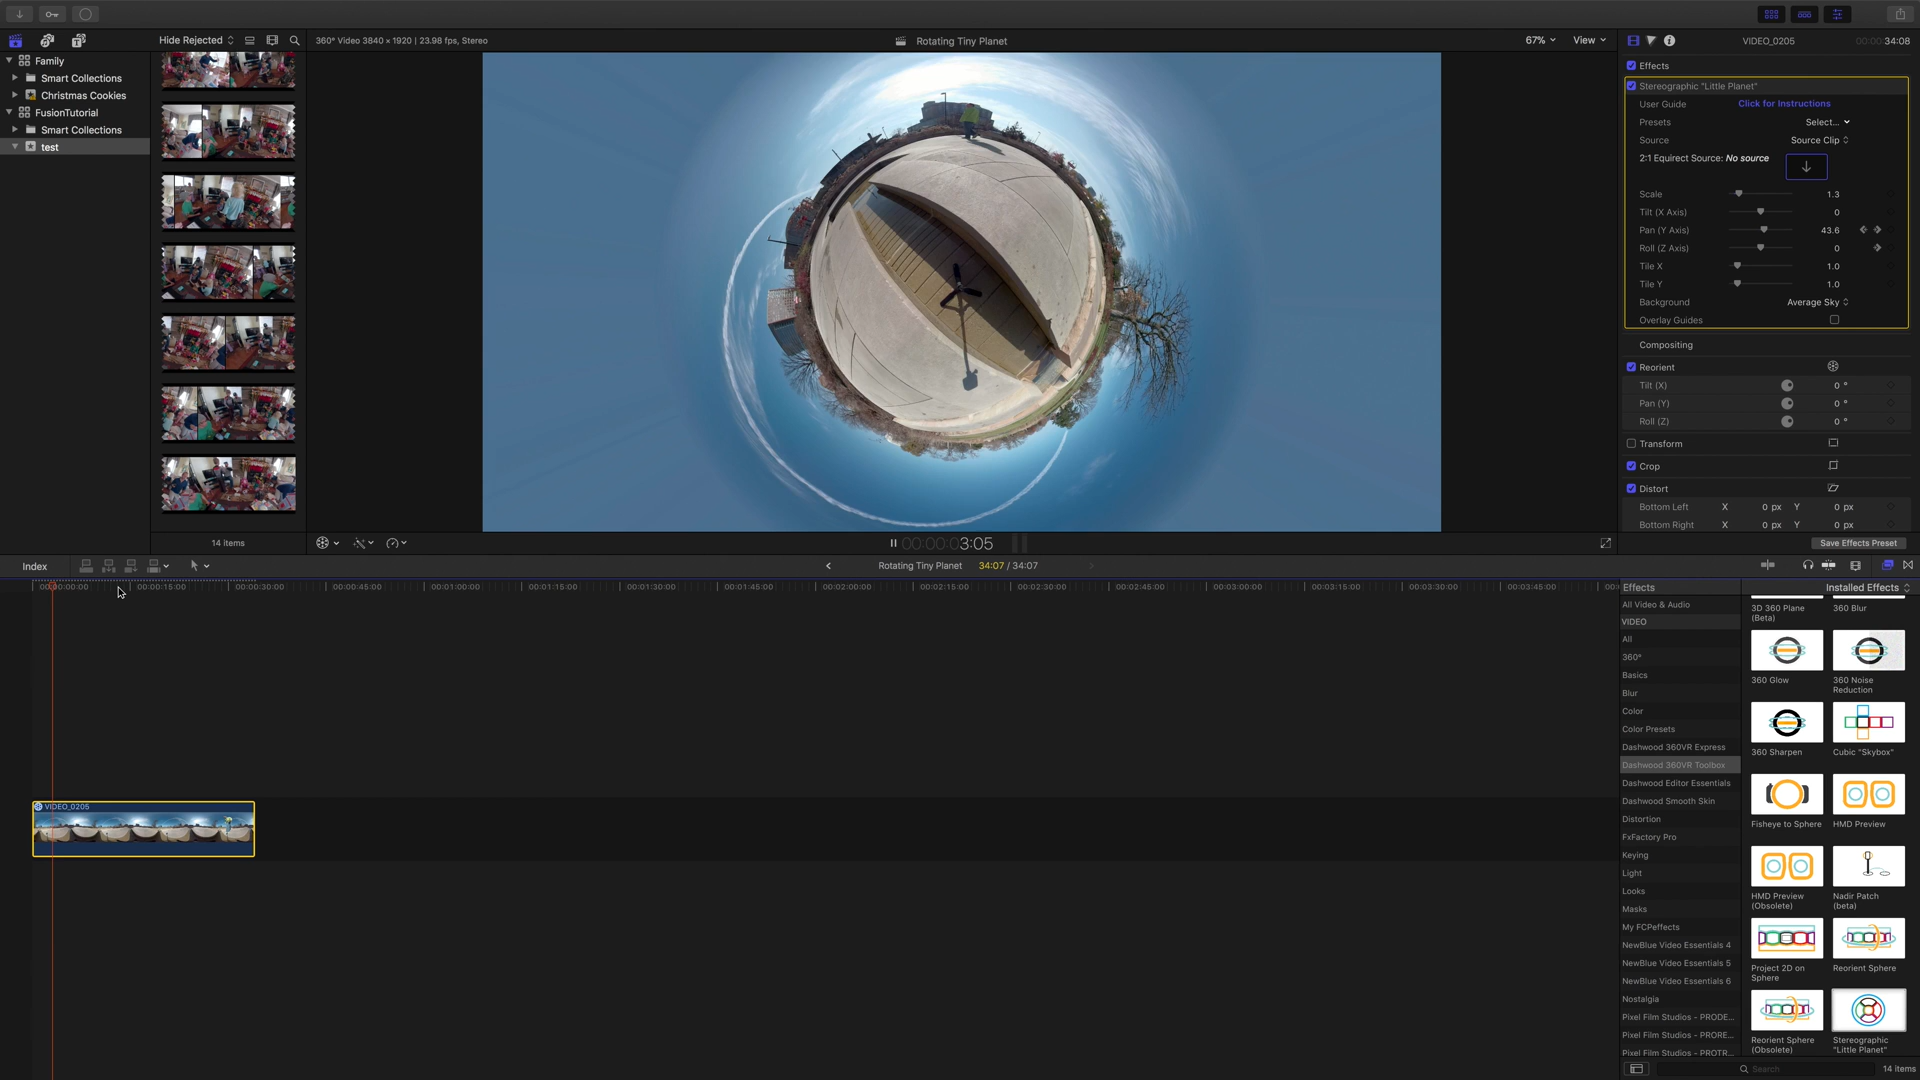 Hide Rejected
360° Video 3840 × 1920 | 23.98 fps, Stereo
Rotating Tiny Planet
67%
View
VIDEO_0205
00:00:34:08
Family
Smart Collections
Christmas Cookies
FusionTutorial
Smart Collections
test
14 items
00:00:03:05
Effects
Stereographic "Little Planet"
User Guide Click for Instructions
Presets Select...
Source Source Clip
2:1 Equirect Source: No source
Scale 1.3
Tilt (X Axis) 0
Pan (Y Axis) 43.6
Roll (Z Axis) 0
Tile X 1.0
Tile Y 1.0
Background Average Sky
Overlay Guides
Compositing
Reorient
Tilt (X) 0 °
Pan (Y) 0 °
Roll (Z) 0 °
Transform
Crop
Distort
Bottom Left X 0 px Y 0 px
Bottom Right X 0 px Y 0 px
Save Effects Preset
Index
Rotating Tiny Planet 34:07 / 34:07
00:00:00:00 00:00:15:00 00:00:30:00 00:00:45:00 00:01:00:00 00:01:15:00 00:01:30:00 00:01:45:00 00:02:00:00 00:02:15:00 00:02:30:00 00:02:45:00 00:03:00:00 00:03:15:00 00:03:30:00 00:03:45:00
VIDEO_0205
Effects
Installed Effects
All Video & Audio
VIDEO
All
360°
Basics
Blur
Color
Color Presets
Dashwood 360VR Express
Dashwood 360VR Toolbox
Dashwood Editor Essentials
Dashwood Smooth Skin
Distortion
FxFactory Pro
Keying
Light
Looks
Masks
My FCPeffects
NewBlue Video Essentials 4
NewBlue Video Essentials 5
NewBlue Video Essentials 6
Nostalgia
Pixel Film Studios - PRODE...
Pixel Film Studios - PRORE...
Pixel Film Studios - PROTR...
3D 360 Plane (Beta)
360 Blur
360 Glow
360 Noise Reduction
360 Sharpen
Cubic "Skybox"
Fisheye to Sphere
HMD Preview
HMD Preview (Obsolete)
Nadir Patch (beta)
Project 2D on Sphere
Reorient Sphere
Reorient Sphere (Obsolete)
Stereographic "Little Planet"
Search
14 items